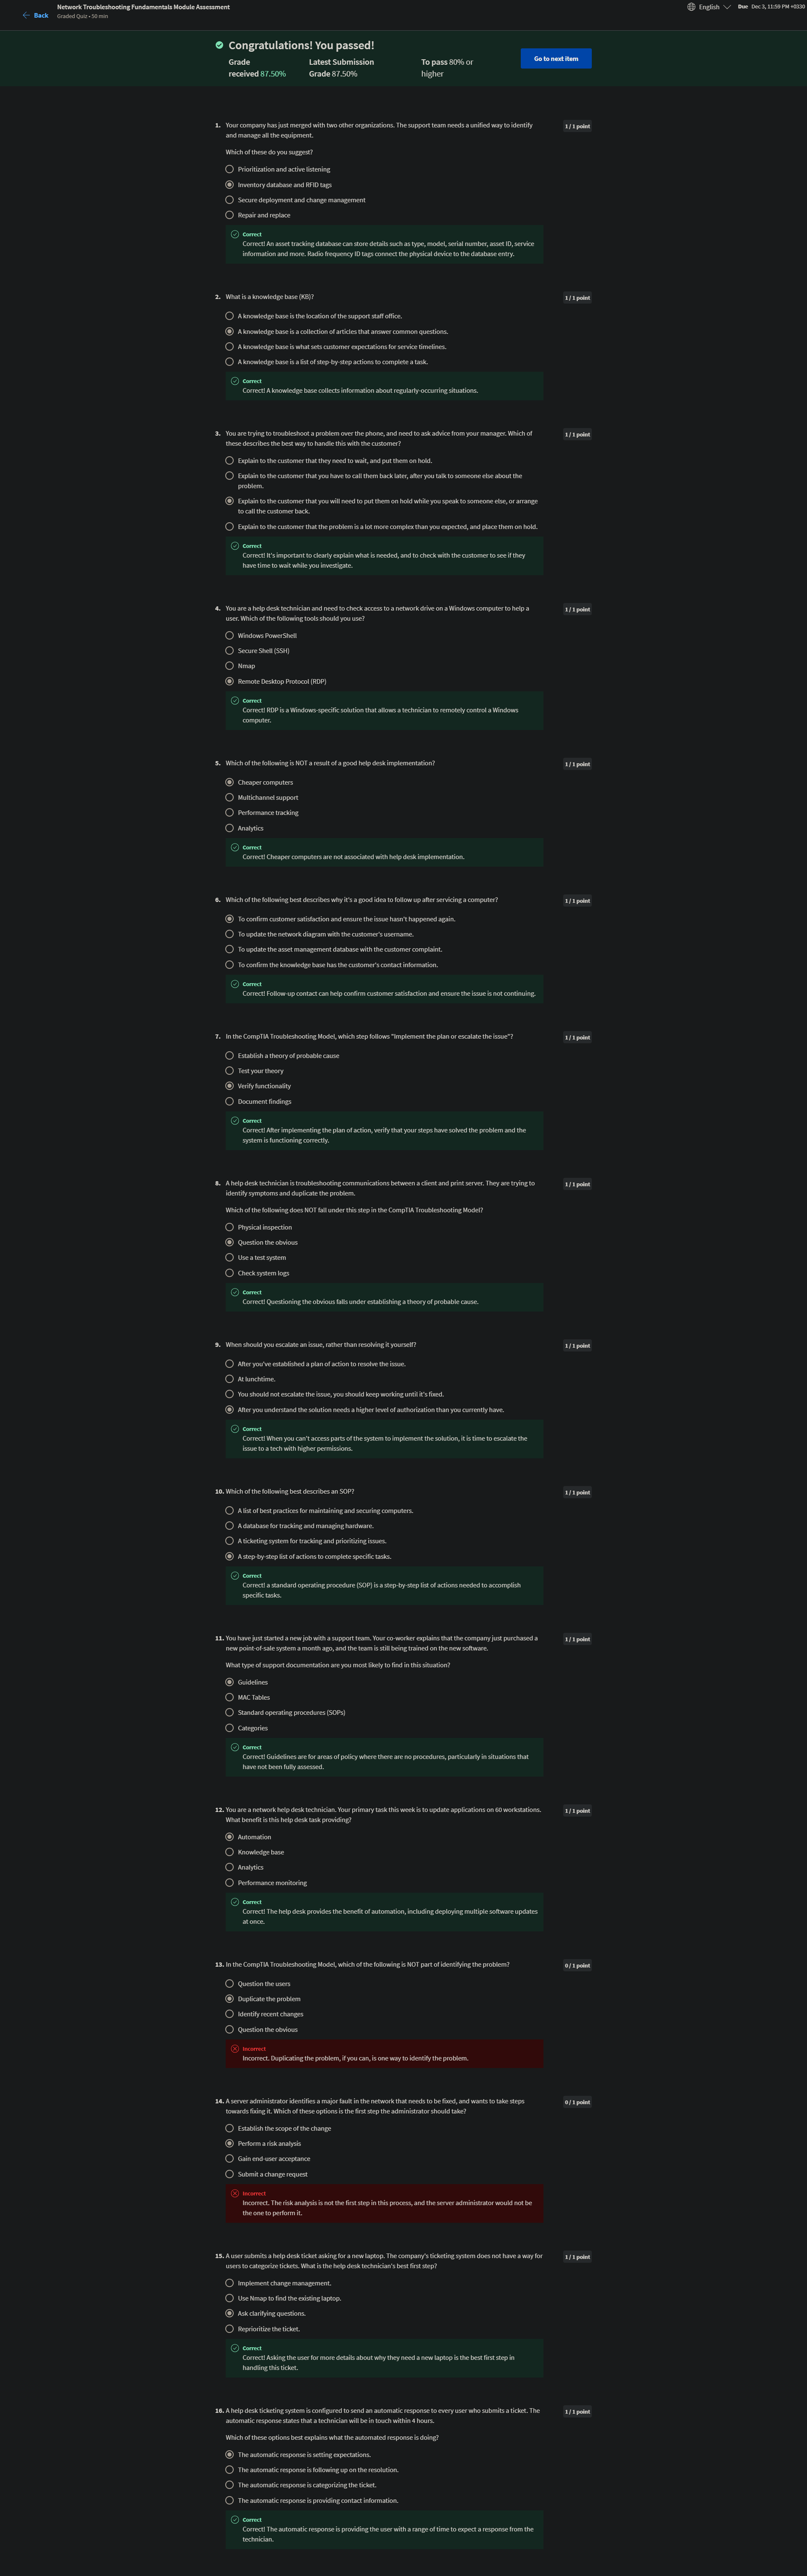 Back
Network Troubleshooting Fundamentals Module Assessment
Graded Quiz • 50 min
English
Due Dec 3, 11:59 PM +0330
Congratulations! You passed!
Grade
received 87.50%
Latest Submission
Grade 87.50%
To pass 80% or
higher
Go to next item
1. Your company has just merged with two other organizations. The support team needs a unified way to identify
and manage all the equipment.
1 / 1 point
Which of these do you suggest?
Prioritization and active listening
Inventory database and RFID tags
Secure deployment and change management
Repair and replace
Correct
Correct! An asset tracking database can store details such as type, model, serial number, asset ID, service
information and more. Radio frequency ID tags connect the physical device to the database entry.
2. What is a knowledge base (KB)?
1 / 1 point
A knowledge base is the location of the support staff office.
A knowledge base is a collection of articles that answer common questions.
A knowledge base is what sets customer expectations for service timelines.
A knowledge base is a list of step-by-step actions to complete a task.
Correct
Correct! A knowledge base collects information about regularly-occurring situations.
3. You are trying to troubleshoot a problem over the phone, and need to ask advice from your manager. Which of
these describes the best way to handle this with the customer?
1 / 1 point
Explain to the customer that they need to wait, and put them on hold.
Explain to the customer that you have to call them back later, after you talk to someone else about the
problem.
Explain to the customer that you will need to put them on hold while you speak to someone else, or arrange
to call the customer back.
Explain to the customer that the problem is a lot more complex than you expected, and place them on hold.
Correct
Correct! It's important to clearly explain what is needed, and to check with the customer to see if they
have time to wait while you investigate.
4. You are a help desk technician and need to check access to a network drive on a Windows computer to help a
user. Which of the following tools should you use?
1 / 1 point
Windows PowerShell
Secure Shell (SSH)
Nmap
Remote Desktop Protocol (RDP)
Correct
Correct! RDP is a Windows-specific solution that allows a technician to remotely control a Windows
computer.
5. Which of the following is NOT a result of a good help desk implementation?
1 / 1 point
Cheaper computers
Multichannel support
Performance tracking
Analytics
Correct
Correct! Cheaper computers are not associated with help desk implementation.
6. Which of the following best describes why it's a good idea to follow up after servicing a computer?
1 / 1 point
To confirm customer satisfaction and ensure the issue hasn't happened again.
To update the network diagram with the customer's username.
To update the asset management database with the customer complaint.
To confirm the knowledge base has the customer's contact information.
Correct
Correct! Follow-up contact can help confirm customer satisfaction and ensure the issue is not continuing.
7. In the CompTIA Troubleshooting Model, which step follows "Implement the plan or escalate the issue"?
1 / 1 point
Establish a theory of probable cause
Test your theory
Verify functionality
Document findings
Correct
Correct! After implementing the plan of action, verify that your steps have solved the problem and the
system is functioning correctly.
8. A help desk technician is troubleshooting communications between a client and print server. They are trying to
identify symptoms and duplicate the problem.
1 / 1 point
Which of the following does NOT fall under this step in the CompTIA Troubleshooting Model?
Physical inspection
Question the obvious
Use a test system
Check system logs
Correct
Correct! Questioning the obvious falls under establishing a theory of probable cause.
9. When should you escalate an issue, rather than resolving it yourself?
1 / 1 point
After you've established a plan of action to resolve the issue.
At lunchtime.
You should not escalate the issue, you should keep working until it's fixed.
After you understand the solution needs a higher level of authorization than you currently have.
Correct
Correct! When you can't access parts of the system to implement the solution, it is time to escalate the
issue to a tech with higher permissions.
10. Which of the following best describes an SOP?
1 / 1 point
A list of best practices for maintaining and securing computers.
A database for tracking and managing hardware.
A ticketing system for tracking and prioritizing issues.
A step-by-step list of actions to complete specific tasks.
Correct
Correct! a standard operating procedure (SOP) is a step-by-step list of actions needed to accomplish
specific tasks.
11. You have just started a new job with a support team. Your co-worker explains that the company just purchased a
new point-of-sale system a month ago, and the team is still being trained on the new software.
1 / 1 point
What type of support documentation are you most likely to find in this situation?
Guidelines
MAC Tables
Standard operating procedures (SOPs)
Categories
Correct
Correct! Guidelines are for areas of policy where there are no procedures, particularly in situations that
have not been fully assessed.
12. You are a network help desk technician. Your primary task this week is to update applications on 60 workstations.
What benefit is this help desk task providing?
1 / 1 point
Automation
Knowledge base
Analytics
Performance monitoring
Correct
Correct! The help desk provides the benefit of automation, including deploying multiple software updates
at once.
13. In the CompTIA Troubleshooting Model, which of the following is NOT part of identifying the problem?
0 / 1 point
Question the users
Duplicate the problem
Identify recent changes
Question the obvious
Incorrect
Incorrect. Duplicating the problem, if you can, is one way to identify the problem.
14. A server administrator identifies a major fault in the network that needs to be fixed, and wants to take steps
towards fixing it. Which of these options is the first step the administrator should take?
0 / 1 point
Establish the scope of the change
Perform a risk analysis
Gain end-user acceptance
Submit a change request
Incorrect
Incorrect. The risk analysis is not the first step in this process, and the server administrator would not be
the one to perform it.
15. A user submits a help desk ticket asking for a new laptop. The company's ticketing system does not have a way for
users to categorize tickets. What is the help desk technician's best first step?
1 / 1 point
Implement change management.
Use Nmap to find the existing laptop.
Ask clarifying questions.
Reprioritize the ticket.
Correct
Correct! Asking the user for more details about why they need a new laptop is the best first step in
handling this ticket.
16. A help desk ticketing system is configured to send an automatic response to every user who submits a ticket. The
automatic response states that a technician will be in touch within 4 hours.
1 / 1 point
Which of these options best explains what the automated response is doing?
The automatic response is setting expectations.
The automatic response is following up on the resolution.
The automatic response is categorizing the ticket.
The automatic response is providing contact information.
Correct
Correct! The automatic response is providing the user with a range of time to expect a response from the
technician.